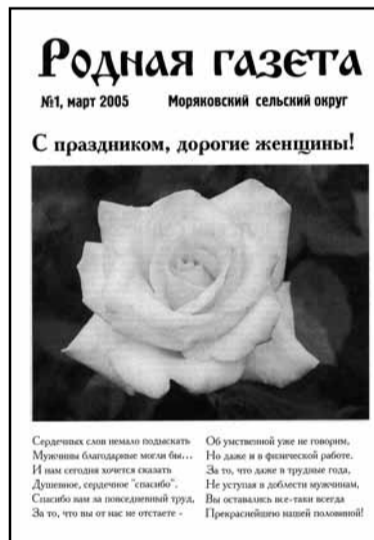 Родная газета
№1, март 2005 Моряковский сельский округ
С праздником, дорогие женщины!
Сердечных слов немало подыскать
Мужчины благодарные могли бы...
И нам сегодня хочется сказать
Душевное, сердечное "спасибо".
Спасибо вам за повседневный труд,
За то, что вы от нас не отстаете -
Об умственной уже не говорим,
Но даже и в физической работе.
За то, что даже в трудные года,
Не уступая в доблести мужчинам,
Вы оставались все-таки всегда
Прекраснейшею нашей половиной!